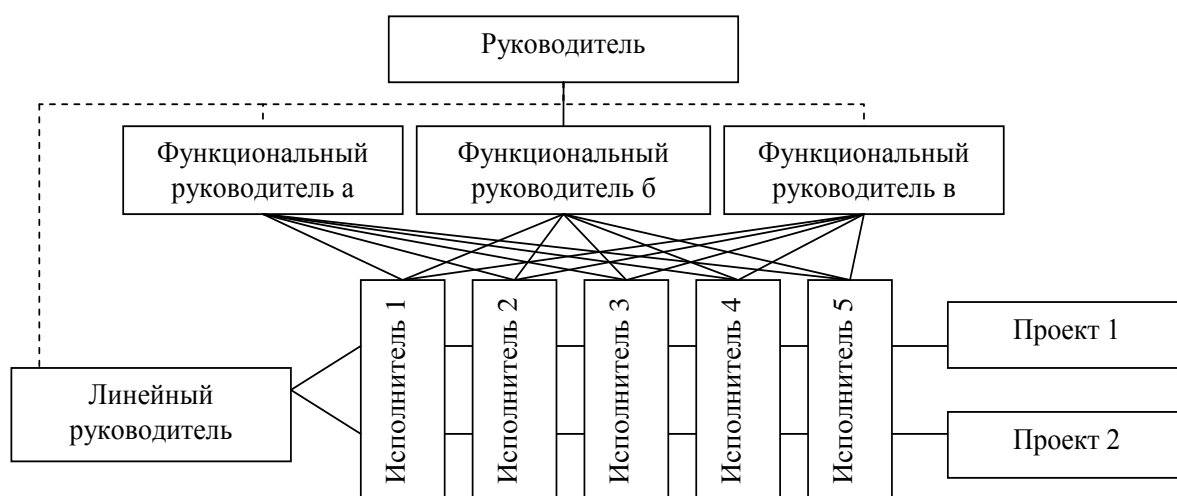 Руководитель
Функциональный
руководитель а
Функциональный
руководитель б
Функциональный
руководитель в
Исполнитель 1
Исполнитель 2
Исполнитель 3
Исполнитель 4
Исполнитель 5
Проект 1
Линейный
руководитель
Проект 2